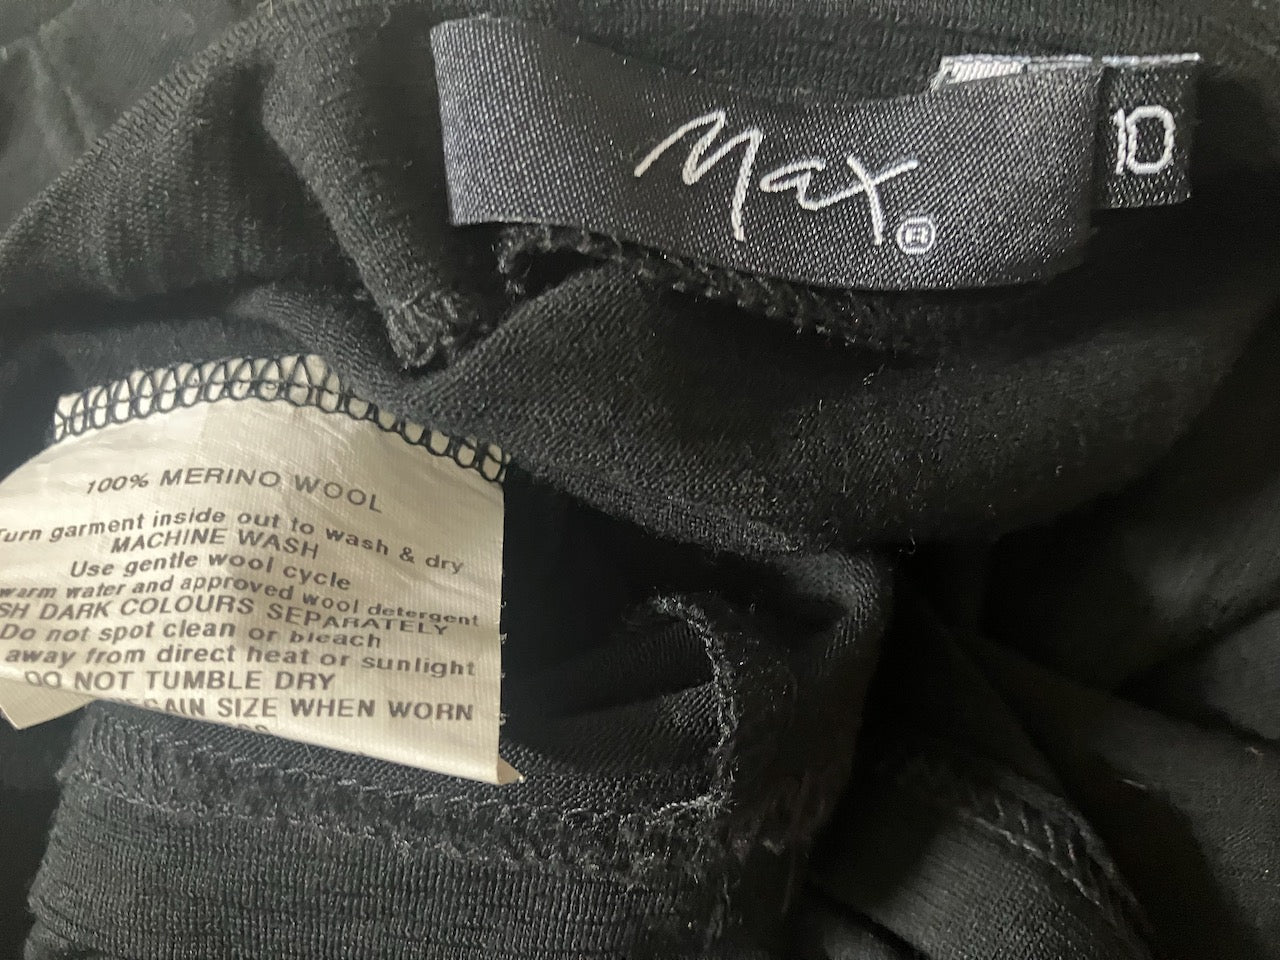 Max ®
10
100% MERINO WOOL
Turn garment inside out to wash & dry
MACHINE WASH
Use gentle wool cycle
warm water and approved wool detergent
SH DARK COLOURS SEPARATELY
Do not spot clean or bleach
away from direct heat or sunlight
DO NOT TUMBLE DRY
GAIN SIZE WHEN WORN